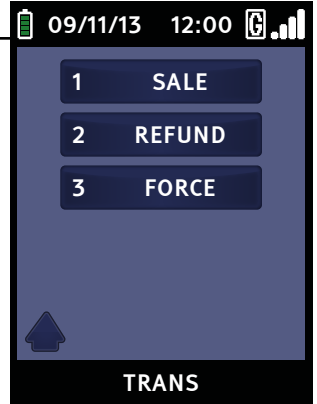 09/11/13 12:00 G
1 SALE
2 REFUND
3 FORCE
TRANS